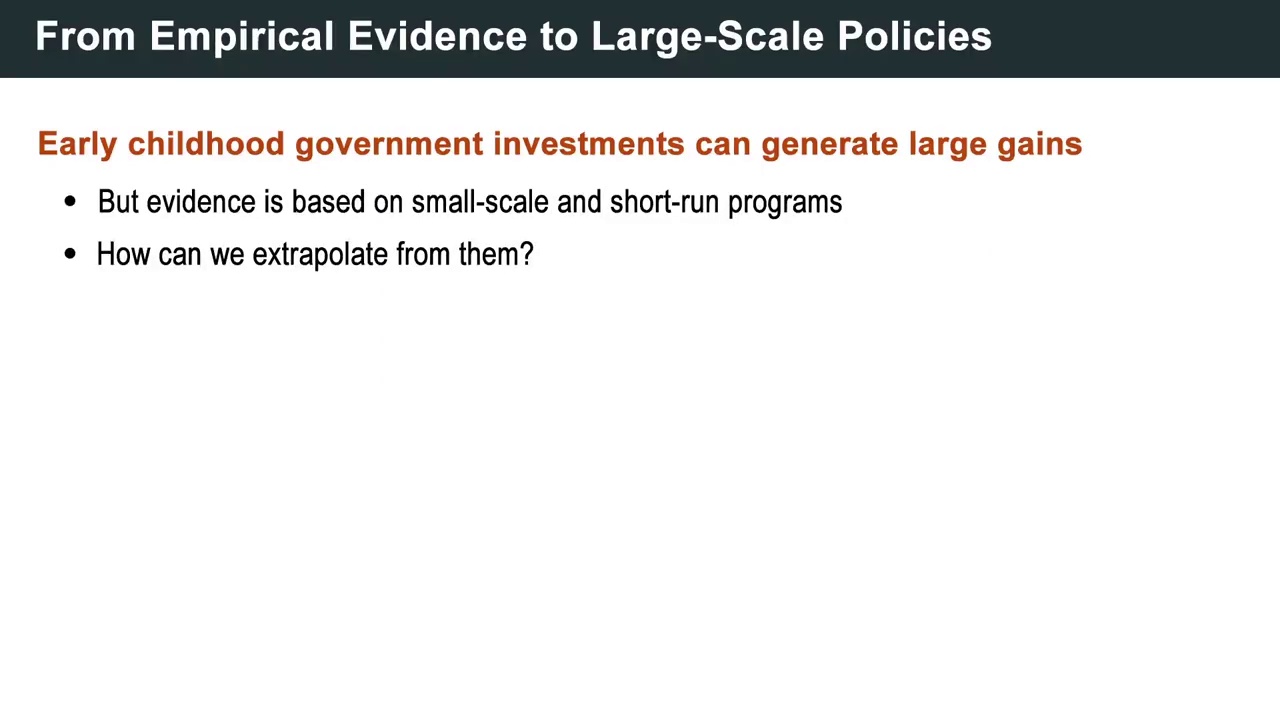 From Empirical Evidence to Large-Scale Policies
Early childhood government investments can generate large gains
• But evidence is based on small-scale and short-run programs
• How can we extrapolate from them?